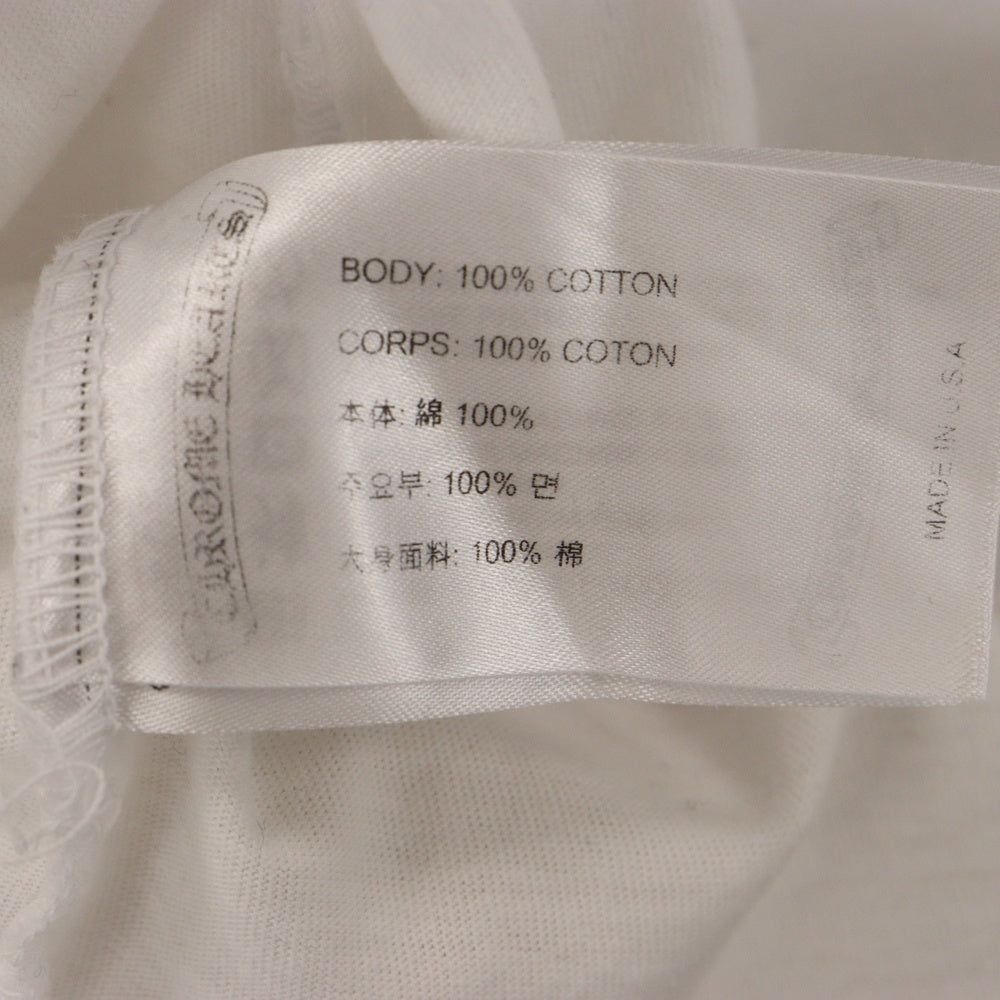 CHROME HEARTS
BODY: 100% COTTON
CORPS: 100% COTON
本体: 綿 100%
주요부: 100% 면
大身面料: 100% 棉
MADE IN U.S.A